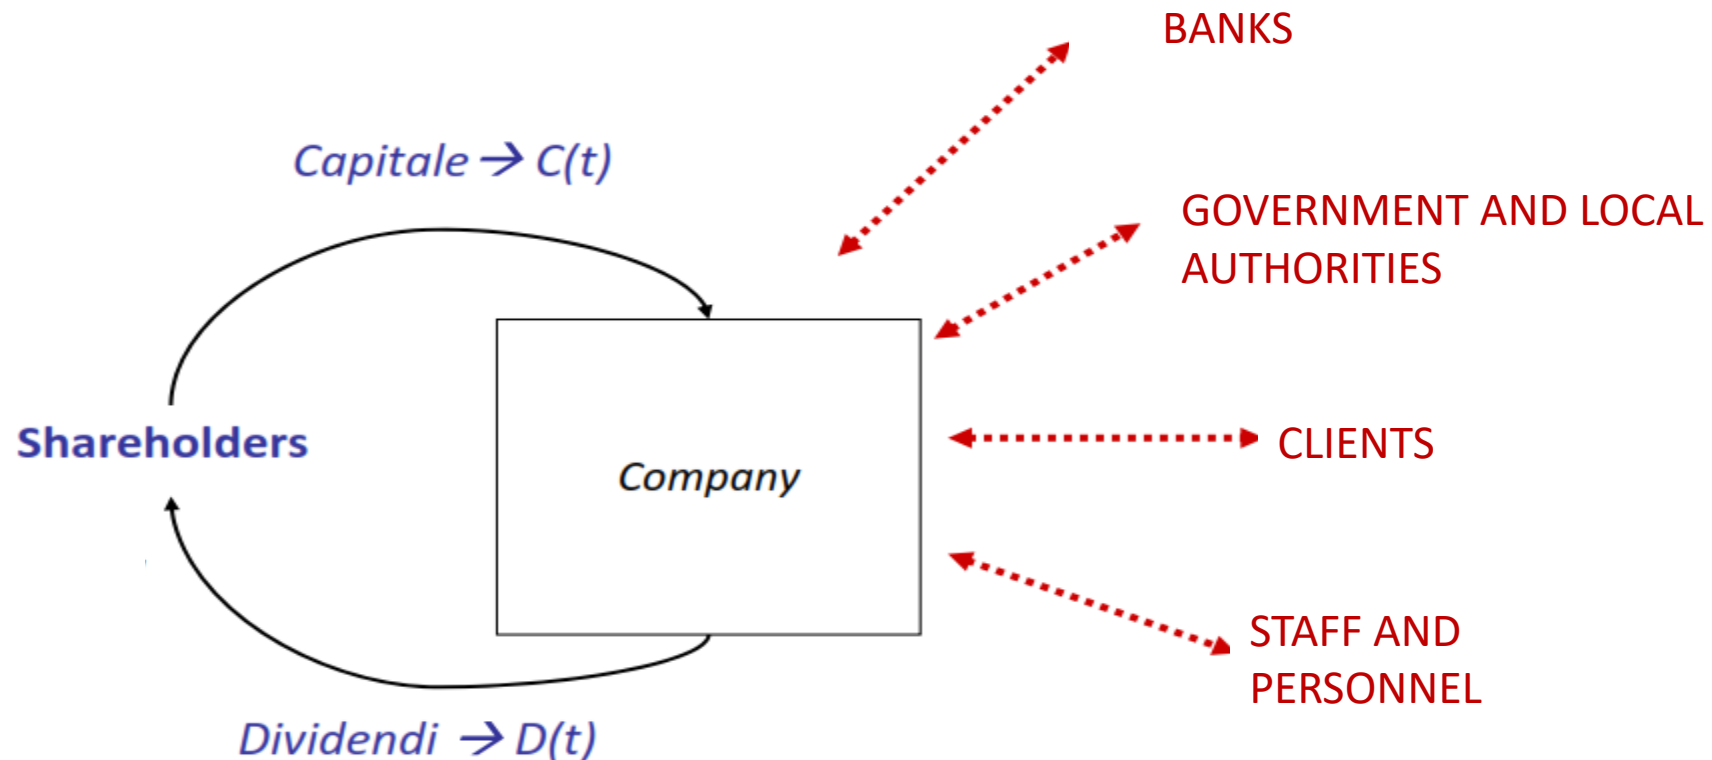 BANKS
Capitale → C(t)
GOVERNMENT AND LOCAL
AUTHORITIES
Shareholders
CLIENTS
Company
STAFF AND
PERSONNEL
Dividendi → D(t)